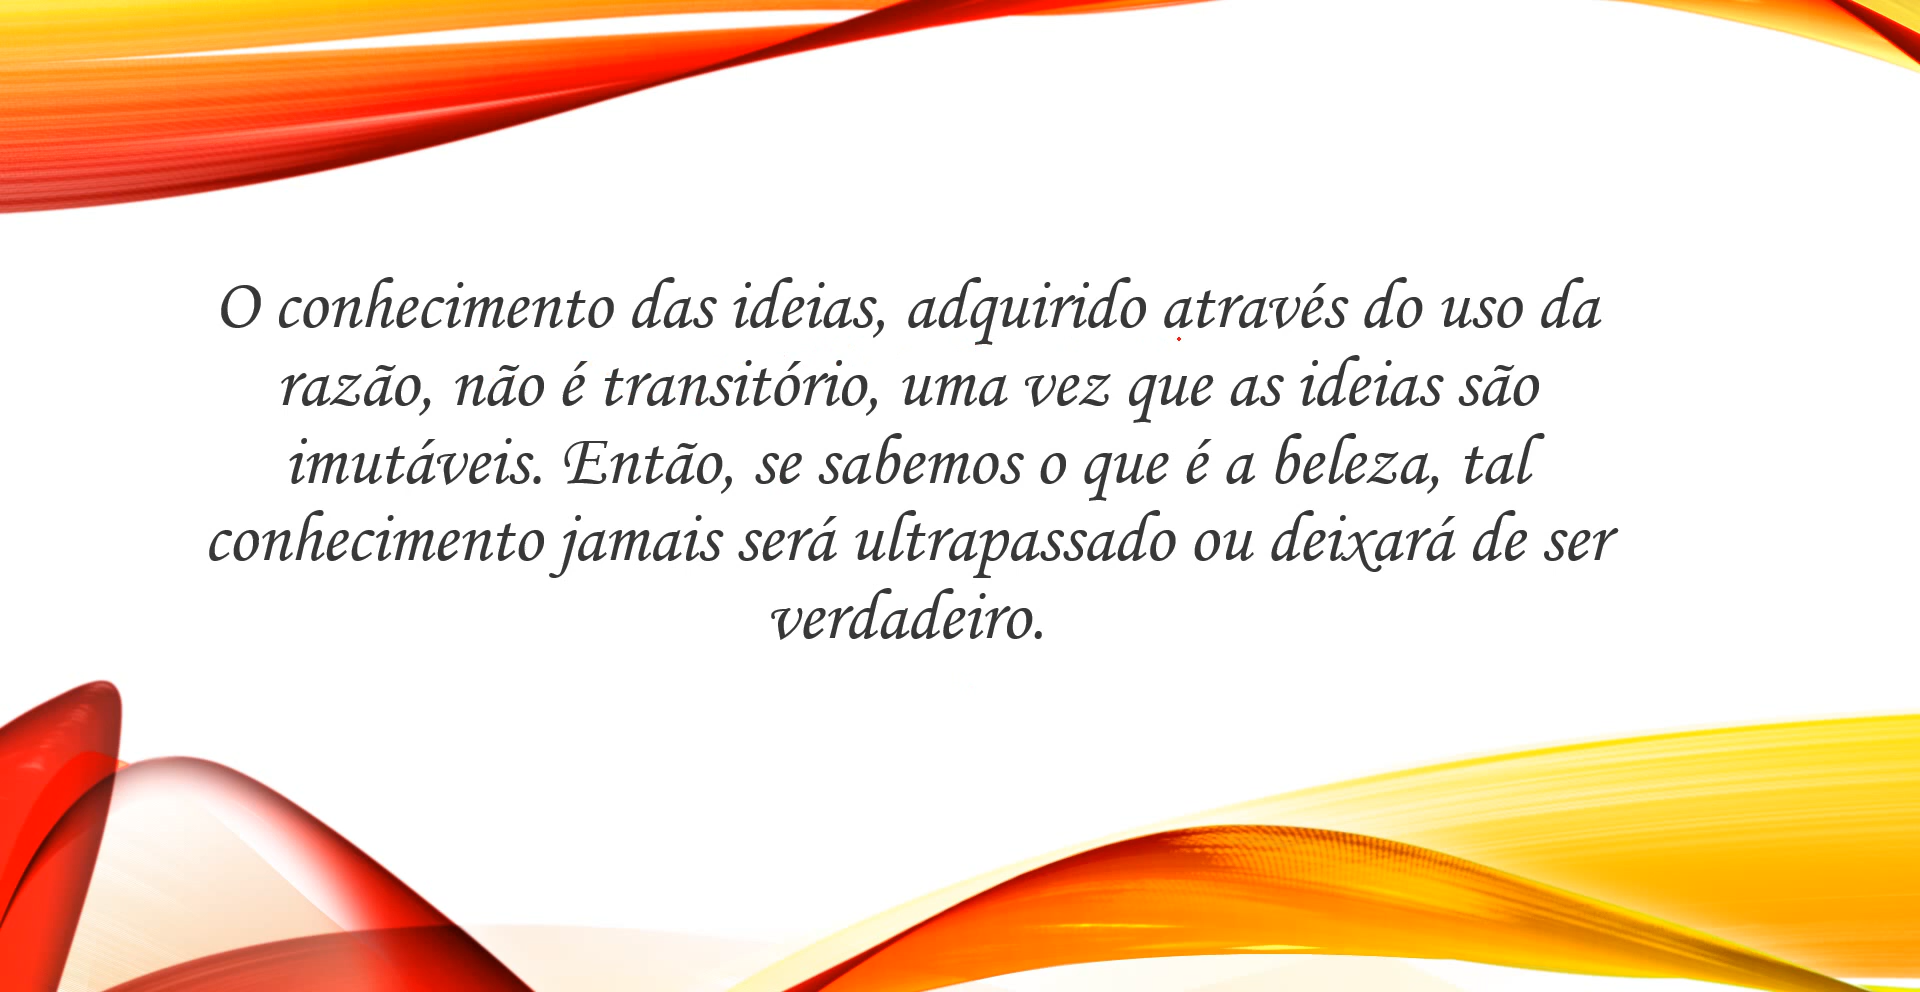 O conhecimento das ideias, adquirido através do uso da
razão, não é transitório, uma vez que as ideias são
imutáveis. Então, se sabemos o que é a beleza, tal
conhecimento jamais será ultrapassado ou deixará de ser
verdadeiro.